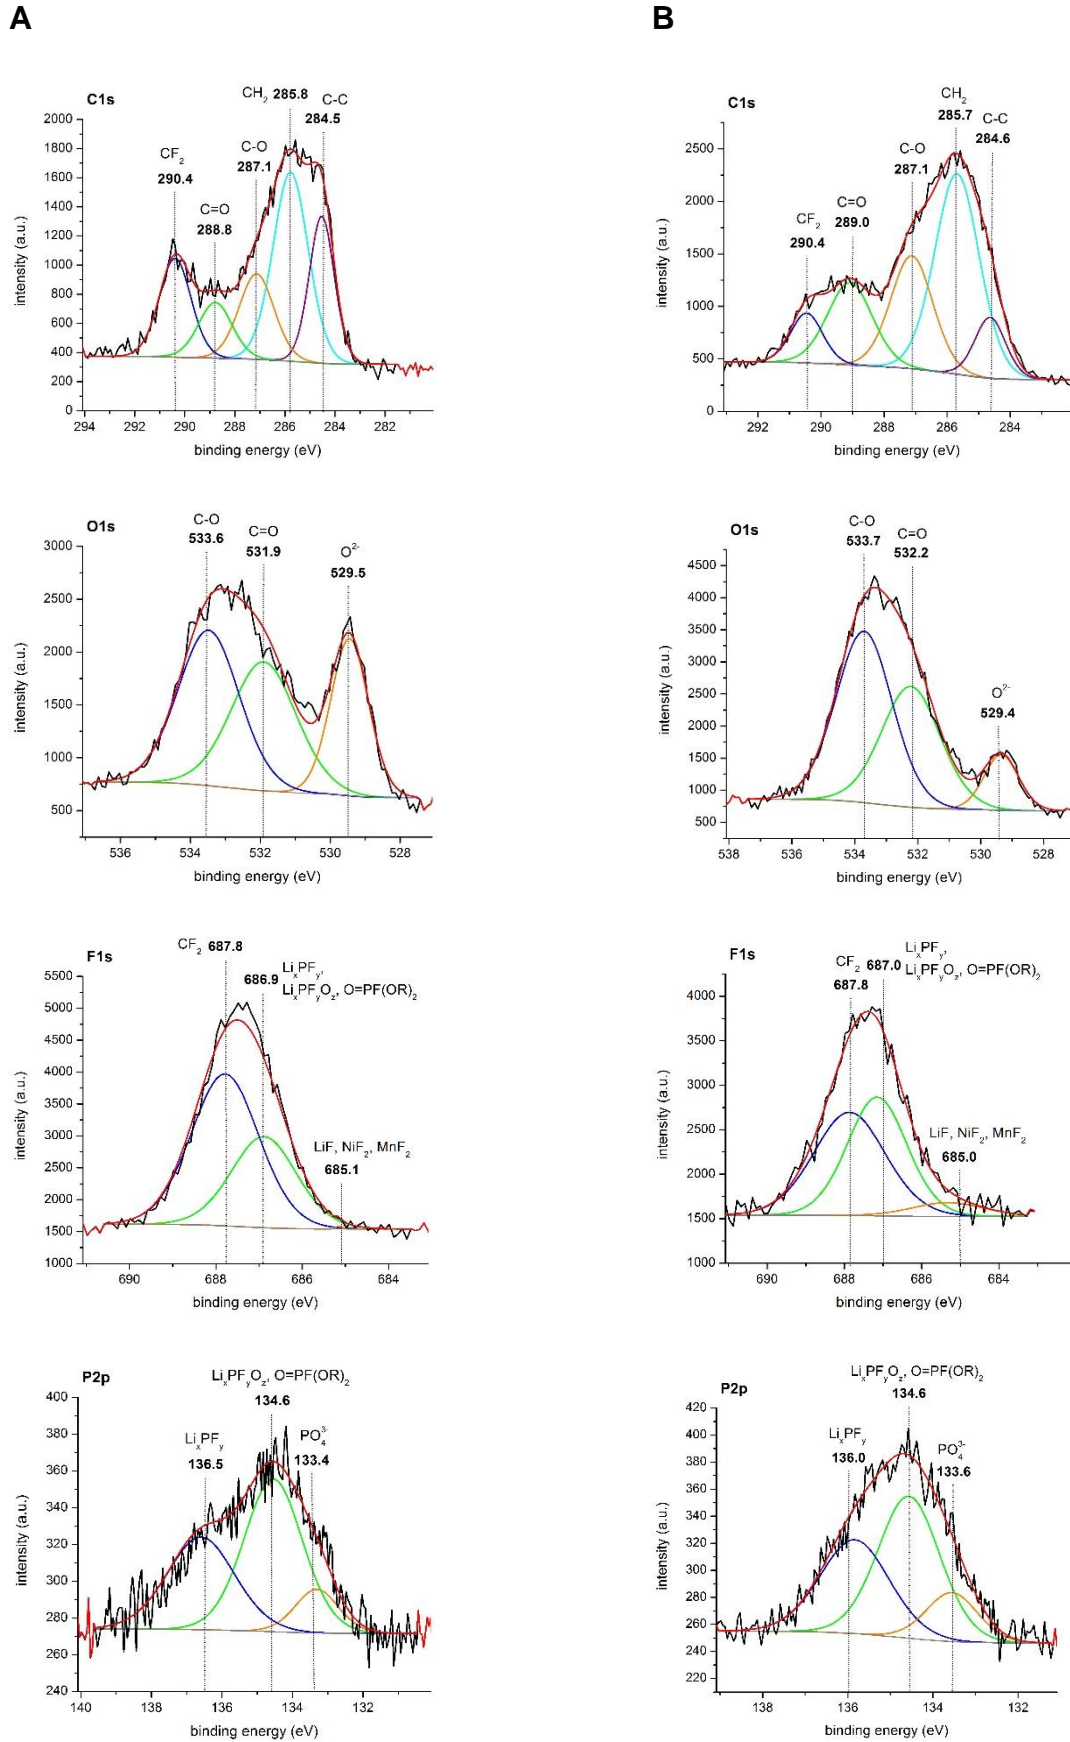 A
B
C1s
CH₂ 285.8
C-C
284.5
C-O
287.1
CF₂
290.4
C=O
288.8
2000
1800
1600
1400
1200
1000
800
600
400
200
0
intensity (a.u.)
294 292 290 288 286 284 282
binding energy (eV)
C1s
CH₂
285.7
C-C
284.6
C-O
287.1
C=O
289.0
CF₂
290.4
2500
2000
1500
1000
500
0
intensity (a.u.)
292 290 288 286 284
binding energy (eV)
O1s
C-O
533.6
C=O
531.9
O²⁻
529.5
3000
2500
2000
1500
1000
500
intensity (a.u.)
536 534 532 530 528
binding energy (eV)
O1s
C-O
533.7
C=O
532.2
O²⁻
529.4
4500
4000
3500
3000
2500
2000
1500
1000
500
intensity (a.u.)
538 536 534 532 530 528
binding energy (eV)
F1s
CF₂ 687.8
686.9 LiₓPFᵧ,
LiₓPFᵧO_z, O=PF(OR)₂
LiF, NiF₂, MnF₂
685.1
5500
5000
4500
4000
3500
3000
2500
2000
1500
1000
intensity (a.u.)
690 688 686 684
binding energy (eV)
F1s
CF₂ 687.0 LiₓPFᵧ,
687.8 LiₓPFᵧO_z, O=PF(OR)₂
LiF, NiF₂, MnF₂
685.0
4000
3500
3000
2500
2000
1500
1000
intensity (a.u.)
690 688 686 684
binding energy (eV)
P2p
LiₓPFᵧO_z, O=PF(OR)₂
134.6
LiₓPFᵧ
136.5
PO₄³⁻
133.4
400
380
360
340
320
300
280
260
240
intensity (a.u.)
140 138 136 134 132
binding energy (eV)
P2p
LiₓPFᵧO_z, O=PF(OR)₂
134.6
LiₓPFᵧ
136.0
PO₄³⁻
133.6
420
400
380
360
340
320
300
280
260
240
220
intensity (a.u.)
138 136 134 132
binding energy (eV)